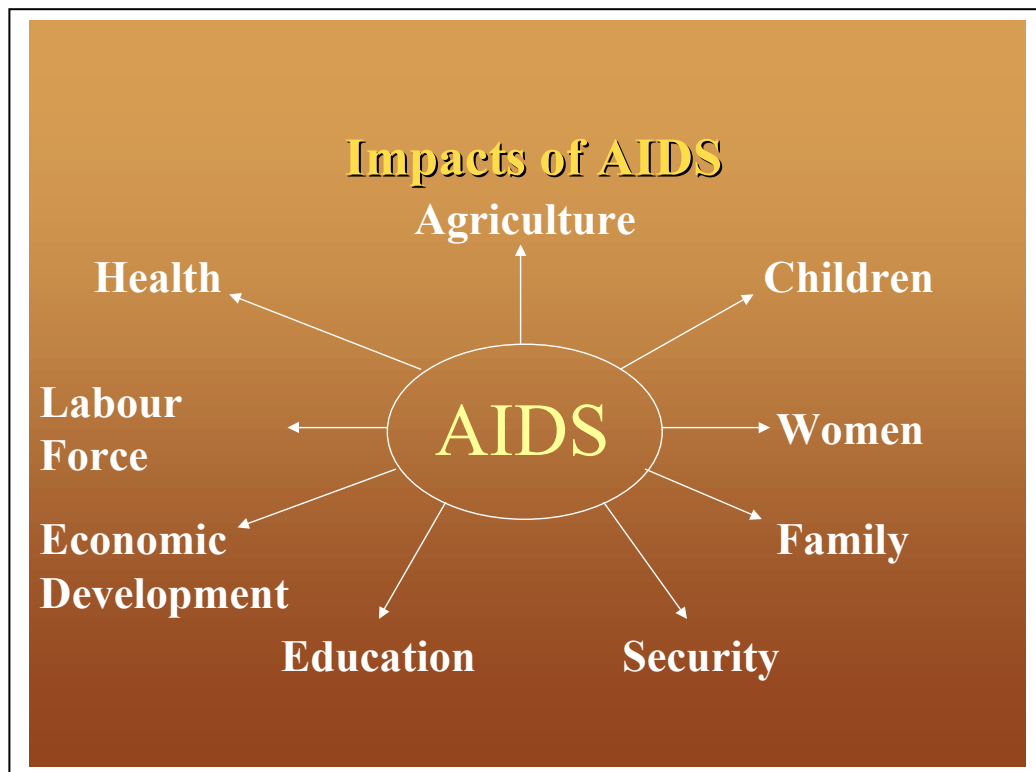 Impacts of AIDS
Agriculture
Health
Children
Labour
Force
AIDS
Women
Economic
Development
Family
Education
Security